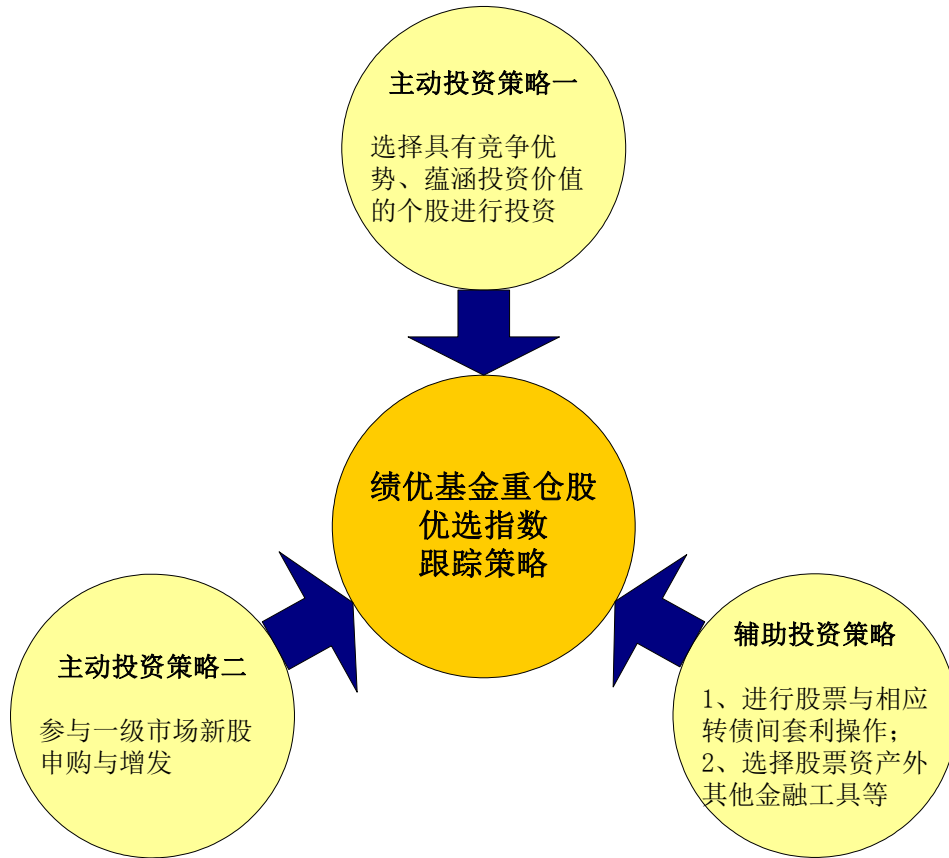 主动投资策略一
选择具有竞争优
势、蕴涵投资价值
的个股进行投资
绩优基金重仓股
优选指数
跟踪策略
主动投资策略二
参与一级市场新股
申购与增发
辅助投资策略
1、进行股票与相应
转债间套利操作；
2、选择股票资产外
其他金融工具等